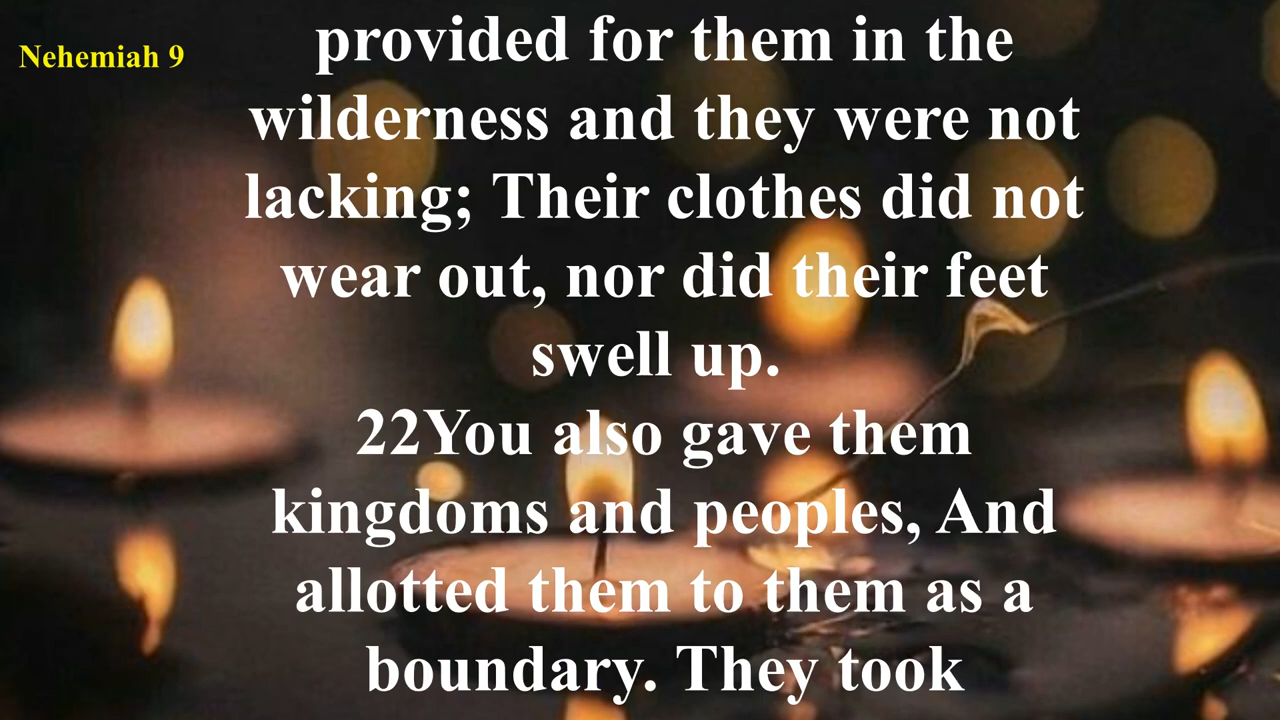 Nehemiah 9
provided for them in the
wilderness and they were not
lacking; Their clothes did not
wear out, nor did their feet
swell up.
22You also gave them
kingdoms and peoples, And
allotted them to them as a
boundary. They took